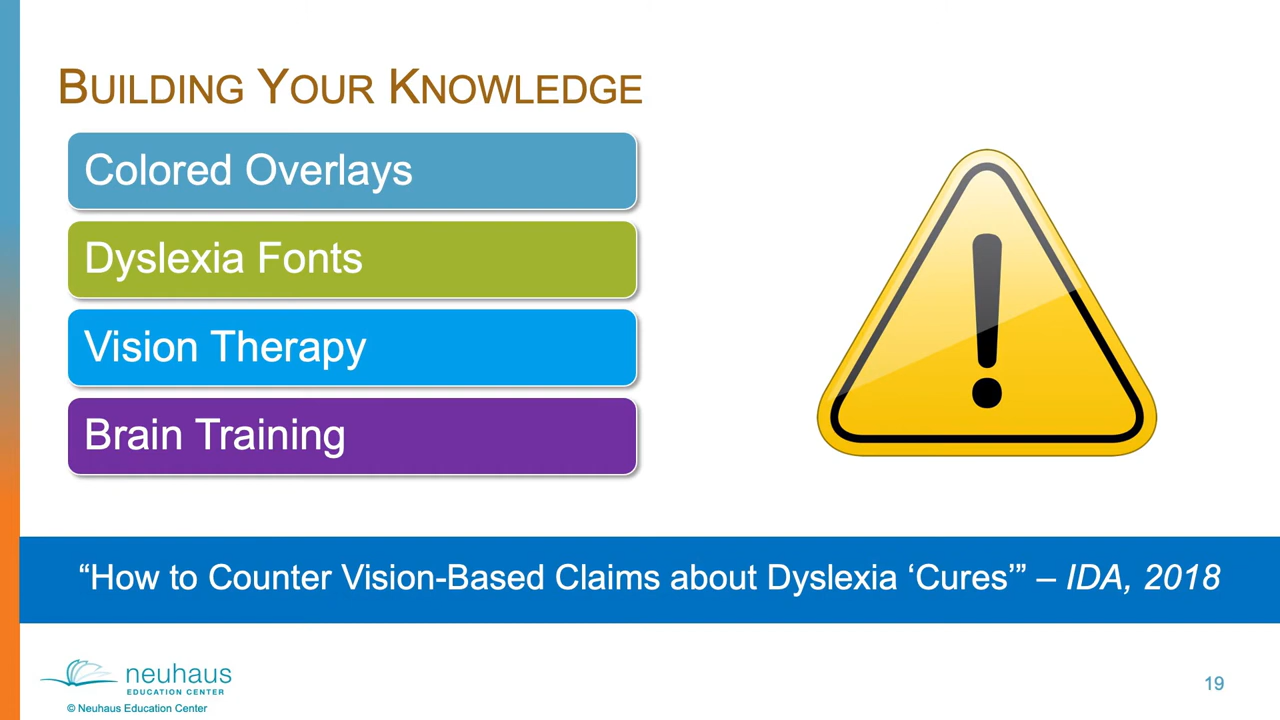 BUILDING YOUR KNOWLEDGE
Colored Overlays
Dyslexia Fonts
Vision Therapy
Brain Training
“How to Counter Vision-Based Claims about Dyslexia ‘Cures’” – IDA, 2018
neuhaus
EDUCATION CENTER
© Neuhaus Education Center
19